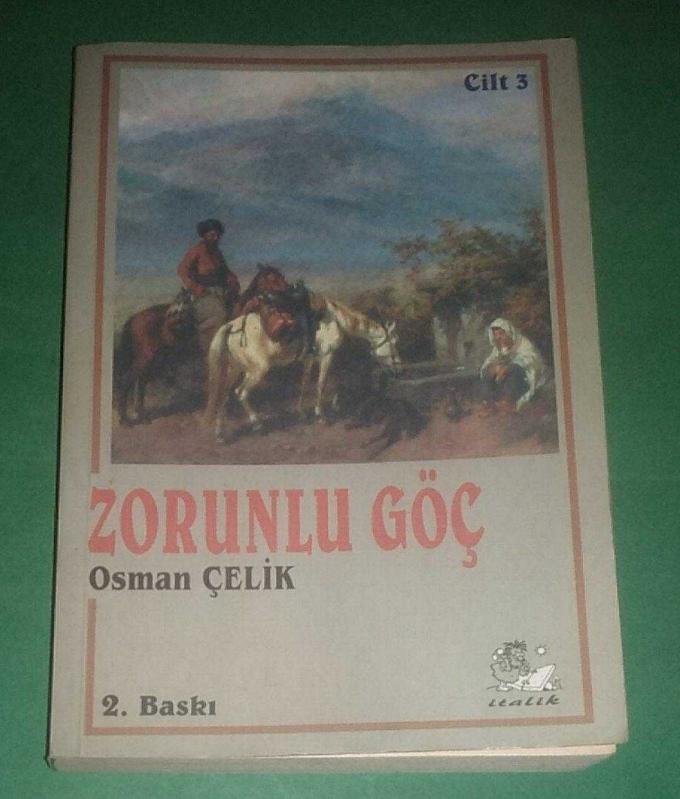 Cilt 3
ZORUNLU GÖÇ
Osman ÇELİK
2. Baskı
italik